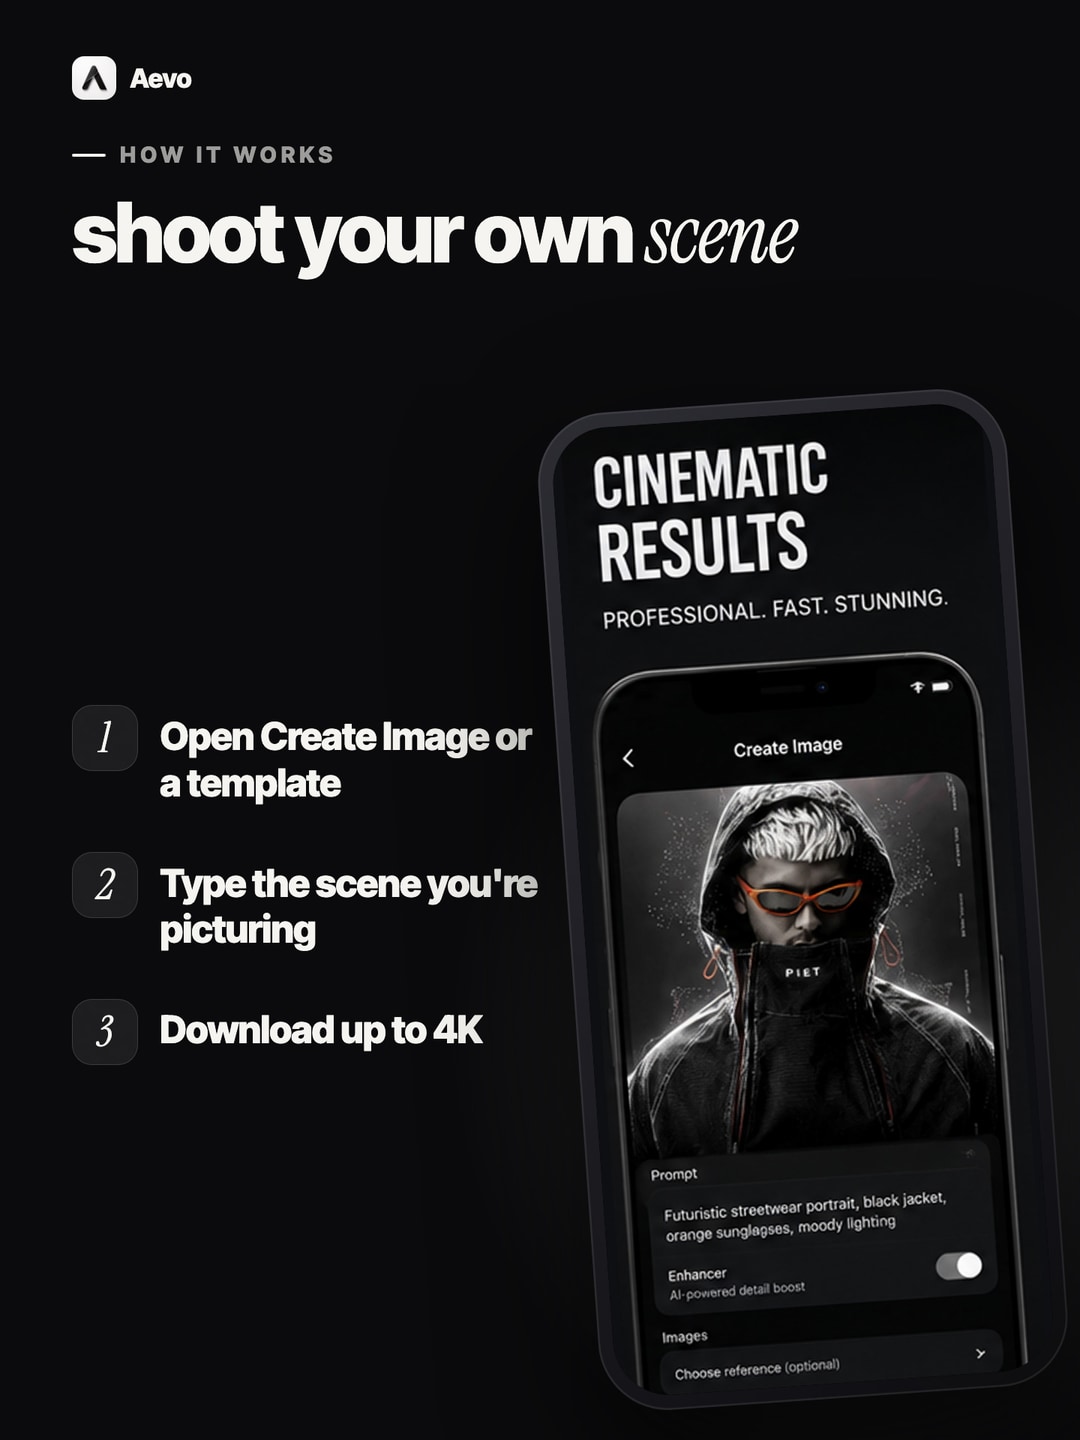 Aevo
HOW IT WORKS
shoot your own scene
1 Open Create Image or
a template
2 Type the scene you're
picturing
3 Download up to 4K
CINEMATIC
RESULTS
PROFESSIONAL. FAST. STUNNING.
Create Image
PIET
Prompt
Futuristic streetwear portrait, black jacket,
orange sunglasses, moody lighting
Enhancer
AI-powered detail boost
Images
Choose reference (optional)